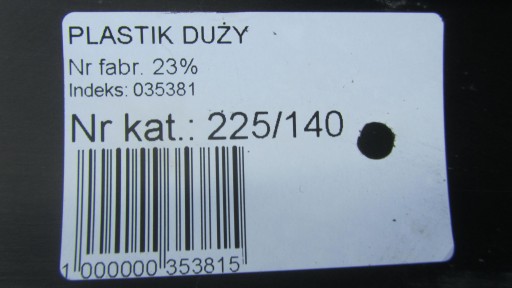 PLASTIK DUŻY
Nr fabr. 23%
Indeks: 035381
Nr kat.: 225/140
1 000000 353815